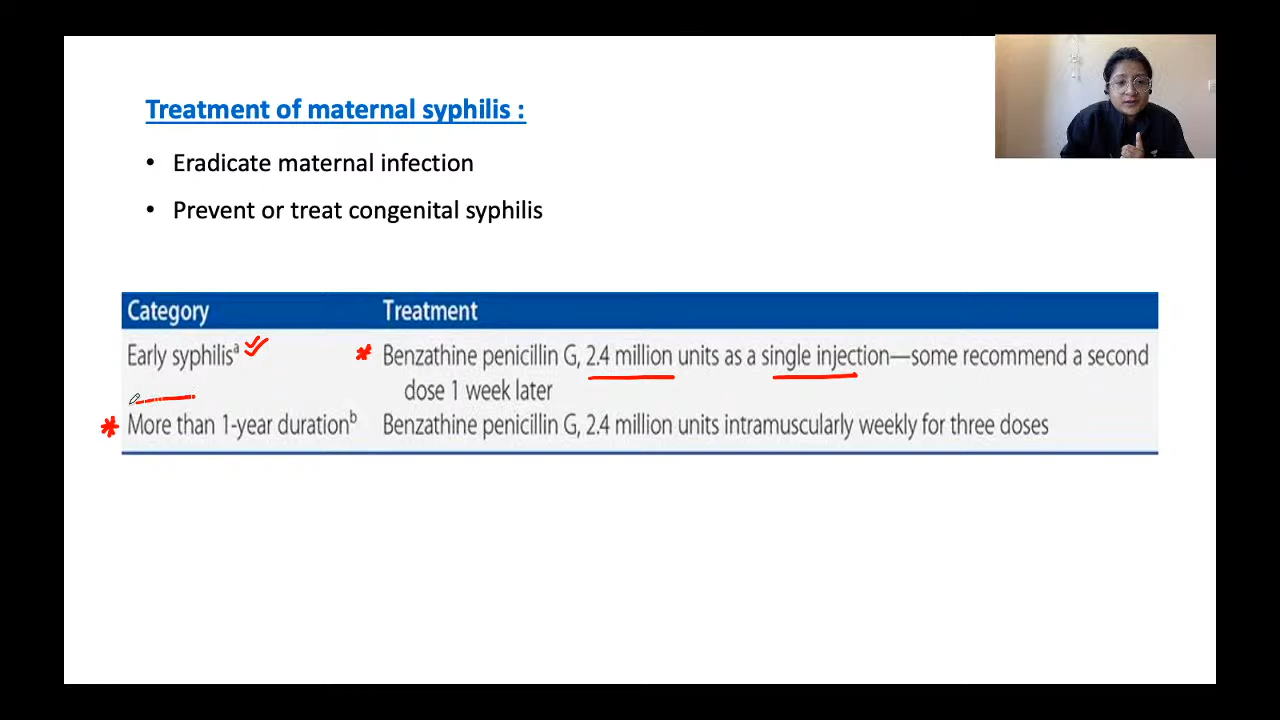 Treatment of maternal syphilis :
• Eradicate maternal infection
• Prevent or treat congenital syphilis
Category Treatment
Early syphilisᵃ Benzathine penicillin G, 2.4 million units as a single injection—some recommend a second
dose 1 week later
More than 1-year durationᵇ Benzathine penicillin G, 2.4 million units intramuscularly weekly for three doses